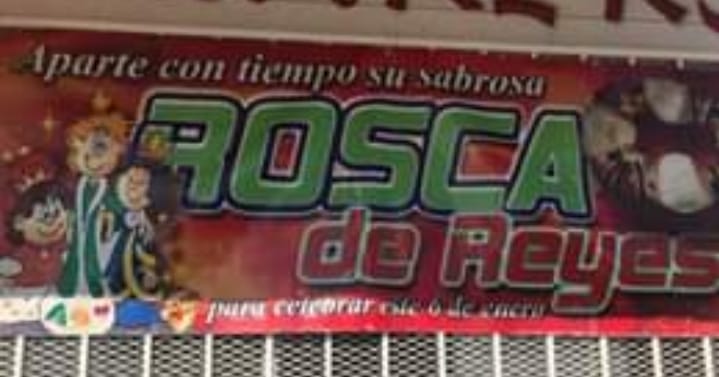 Aparte con tiempo su sabrosa
ROSCA
de Reyes
para celebrar este 6 de enero